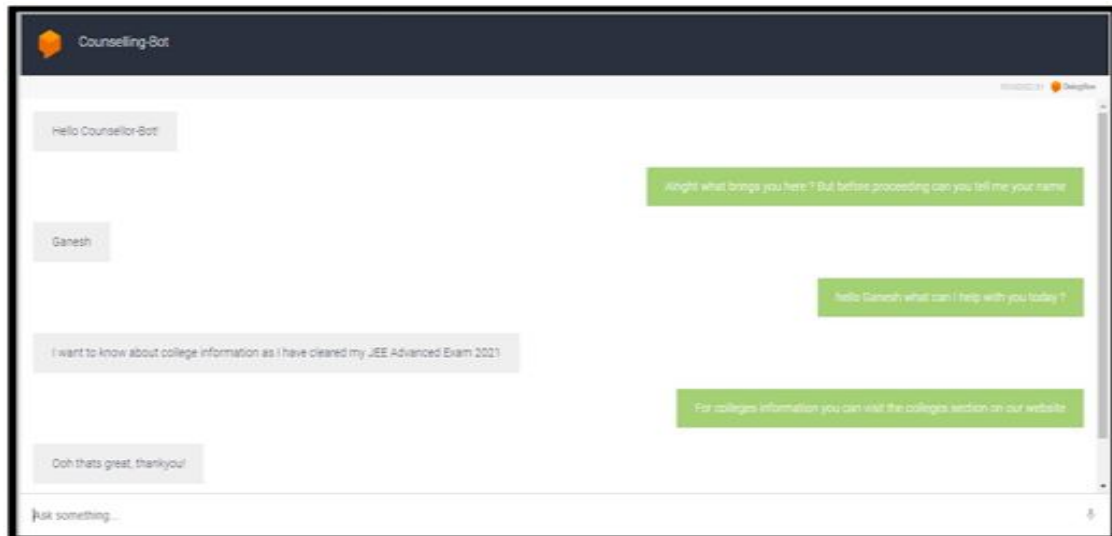 Counselling-Bot
POWERED BY Dialogflow
Hello Counsellor-Bot!
Alright what brings you here ? But before proceeding can you tell me your name
Ganesh
hello Ganesh what can I help with you today ?
I want to know about college information as I have cleared my JEE Advanced Exam 2021
For colleges information you can visit the colleges section on our website
Ooh thats great, thankyou!
Ask something...